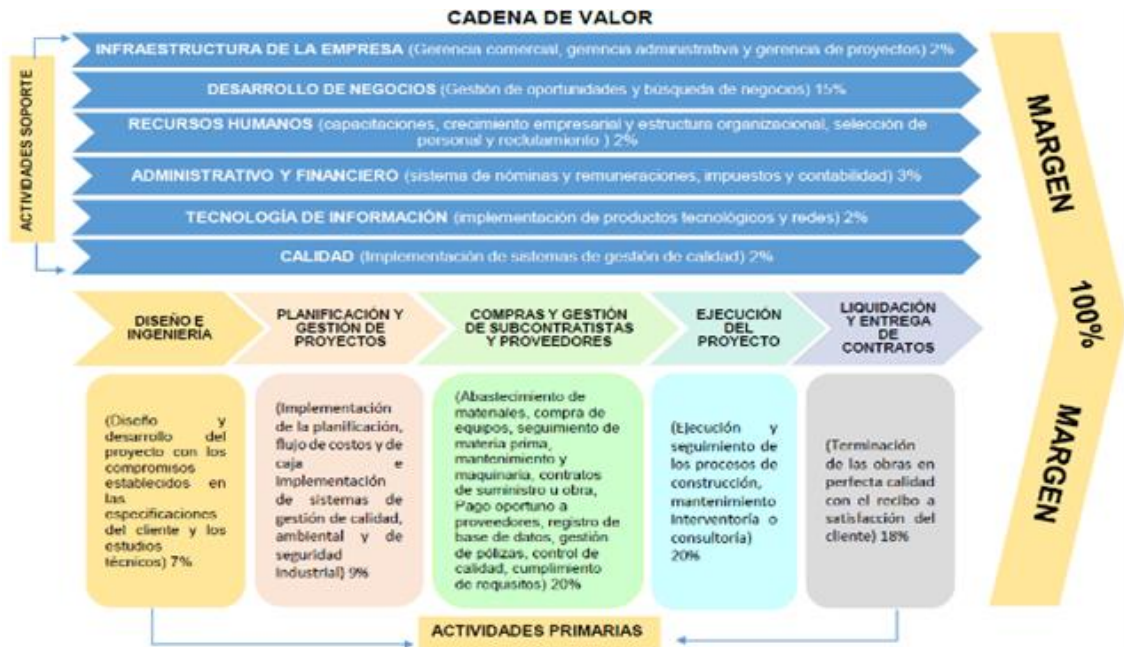 CADENA DE VALOR
ACTIVIDADES SOPORTE
INFRAESTRUCTURA DE LA EMPRESA (Gerencia comercial, gerencia administrativa y gerencia de proyectos) 2%
DESARROLLO DE NEGOCIOS (Gestión de oportunidades y búsqueda de negocios) 15%
RECURSOS HUMANOS (capacitaciones, crecimiento empresarial y estructura organizacional, selección de
personal y reclutamiento ) 2%
ADMINISTRATIVO Y FINANCIERO (sistema de nóminas y remuneraciones, impuestos y contabilidad) 3%
TECNOLOGÍA DE INFORMACIÓN (implementación de productos tecnológicos y redes) 2%
CALIDAD (Implementación de sistemas de gestión de calidad) 2%
MARGEN
100%
MARGEN
DISEÑO E
INGENIERÍA
PLANIFICACIÓN Y
GESTIÓN DE
PROYECTOS
COMPRAS Y GESTIÓN
DE SUBCONTRATISTAS
Y PROVEEDORES
EJECUCIÓN
DEL
PROYECTO
LIQUIDACIÓN
Y ENTREGA
DE
CONTRATOS
(Diseño y
desarrollo del
proyecto con los
compromisos
establecidos en
las
especificaciones
del cliente y los
estudios
técnicos) 7%
(Implementación
de la planificación,
flujo de costos y de
caja e
Implementación
de sistemas de
gestión de calidad,
ambiental y de
seguridad
Industrial) 9%
(Abastecimiento de
materiales, compra de
equipos, seguimiento de
materia prima,
mantenimiento y
maquinaria, contratos
de suministro u obra,
Pago oportuno a
proveedores, registro de
base de datos, gestión
de pólizas, control de
calidad, cumplimiento
de requisitos) 20%
(Ejecución y
seguimiento de
los procesos de
construcción,
mantenimiento
Interventoría o
consultoría)
20%
(Terminación
de las obras en
perfecta calidad
con el recibo a
satisfacción del
cliente) 18%
ACTIVIDADES PRIMARIAS